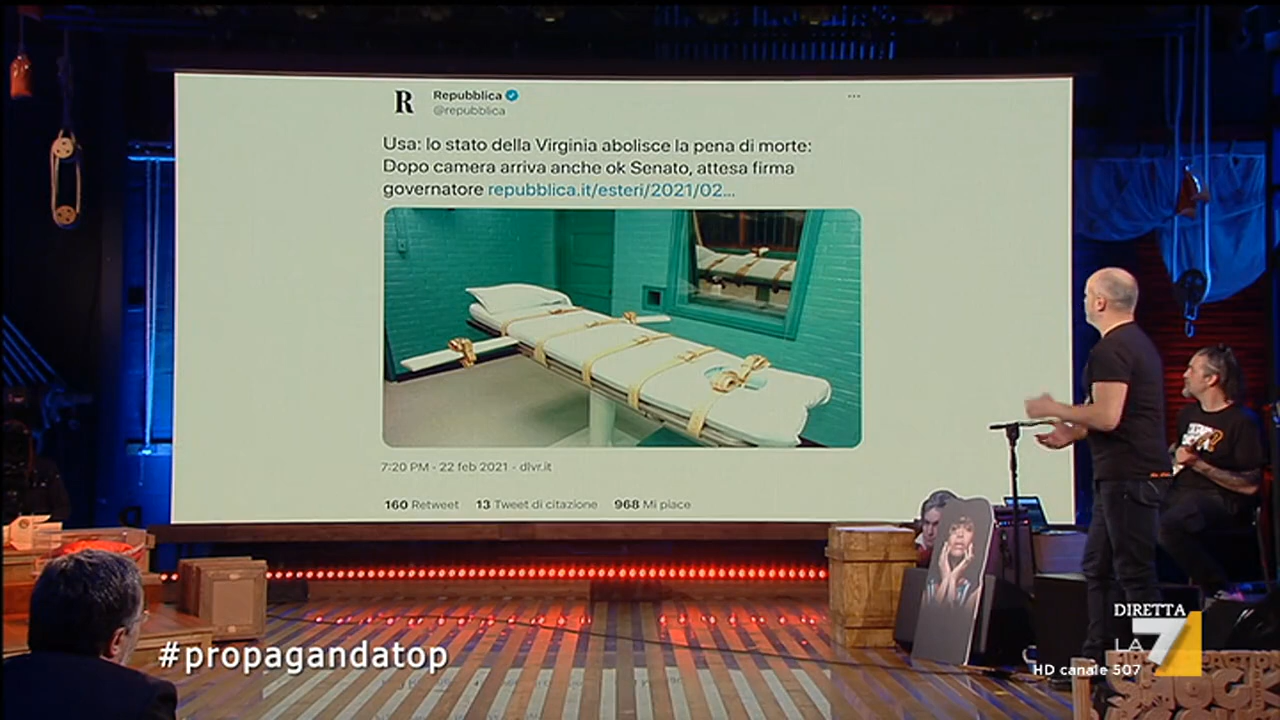 R
Repubblica
@repubblica
...
Usa: lo stato della Virginia abolisce la pena di morte:
Dopo camera arriva anche ok Senato, attesa firma
governatore repubblica.it/esteri/2021/02...
7:20 PM - 22 feb 2021 - dlvr.it
160 Retweet 13 Tweet di citazione 968 Mi piace
#propagandatop
DIRETTA
LA7
HD canale 507